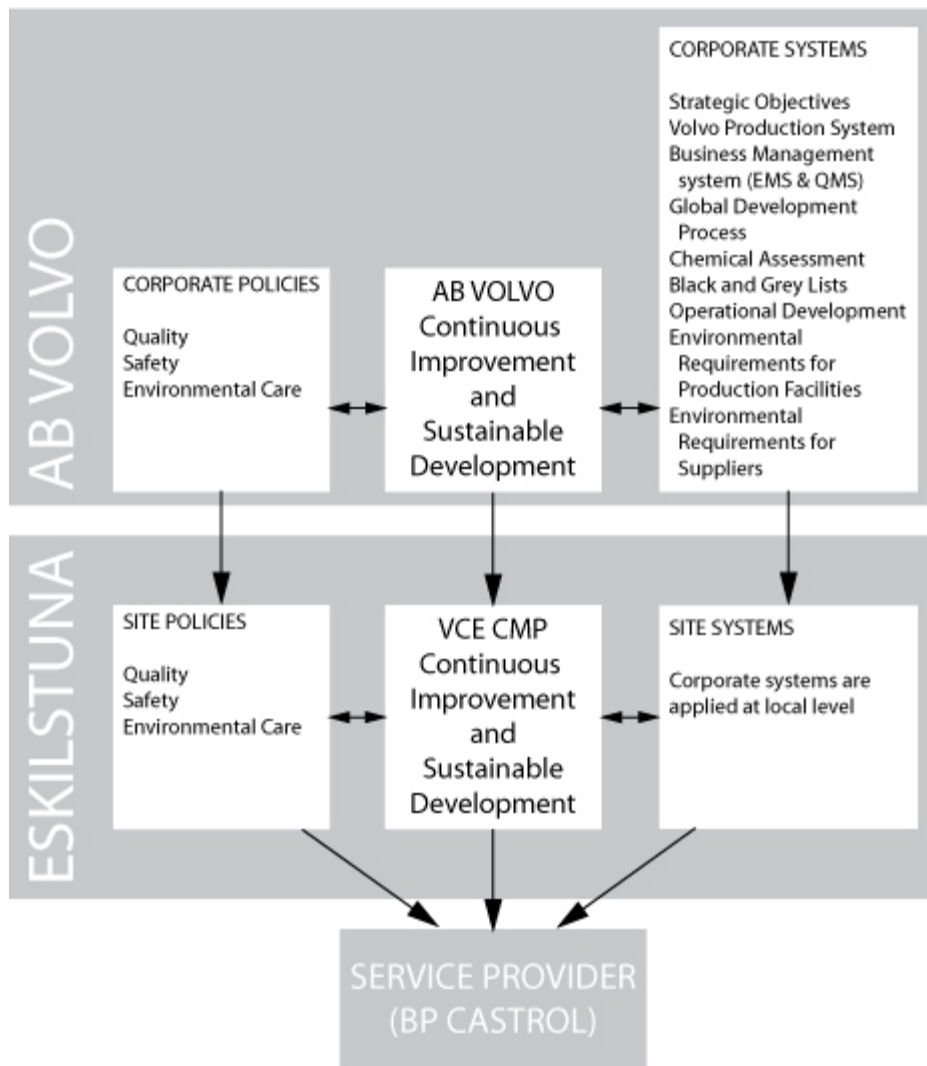 AB VOLVO
CORPORATE POLICIES
Quality
Safety
Environmental Care
AB VOLVO
Continuous
Improvement
and
Sustainable
Development
CORPORATE SYSTEMS
Strategic Objectives
Volvo Production System
Business Management
system (EMS & QMS)
Global Development
Process
Chemical Assessment
Black and Grey Lists
Operational Development
Environmental
Requirements for
Production Facilities
Environmental
Requirements for
Suppliers
ESKILSTUNA
SITE POLICIES
Quality
Safety
Environmental Care
VCE CMP
Continuous
Improvement
and
Sustainable
Development
SITE SYSTEMS
Corporate systems are
applied at local level
SERVICE PROVIDER
(BP CASTROL)